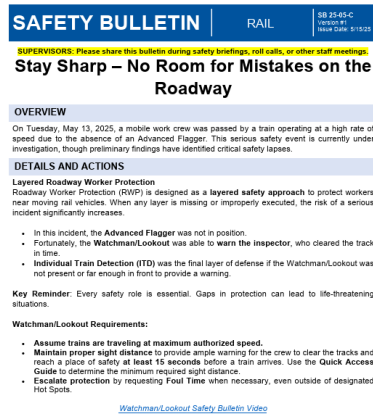 SAFETY BULLETIN
RAIL
SB 25-05-C
Version #1
Issue Date: 5/15/25
SUPERVISORS: Please share this bulletin during safety briefings, roll calls, or other staff meetings.
Stay Sharp – No Room for Mistakes on the
Roadway
OVERVIEW
On Tuesday, May 13, 2025, a mobile work crew was passed by a train operating at a high rate of
speed due to the absence of an Advanced Flagger. This serious safety event is currently under
investigation, though preliminary findings have identified critical safety lapses.
DETAILS AND ACTIONS
Layered Roadway Worker Protection
Roadway Worker Protection (RWP) is designed as a layered safety approach to protect workers
near moving rail vehicles. When any layer is missing or improperly executed, the risk of a serious
incident significantly increases.
• In this incident, the Advanced Flagger was not in position.
• Fortunately, the Watchman/Lookout was able to warn the inspector, who cleared the track
in time.
• Individual Train Detection (ITD) was the final layer of defense if the Watchman/Lookout was
not present or far enough in front to provide a warning.
Key Reminder: Every safety role is essential. Gaps in protection can lead to life-threatening
situations.
Watchman/Lookout Requirements:
• Assume trains are traveling at maximum authorized speed.
• Maintain proper sight distance to provide ample warning for the crew to clear the tracks and
reach a place of safety at least 15 seconds before a train arrives. Use the Quick Access
Guide to determine the minimum required sight distance.
• Escalate protection by requesting Foul Time when necessary, even outside of designated
Hot Spots.
Watchman/Lookout Safety Bulletin Video